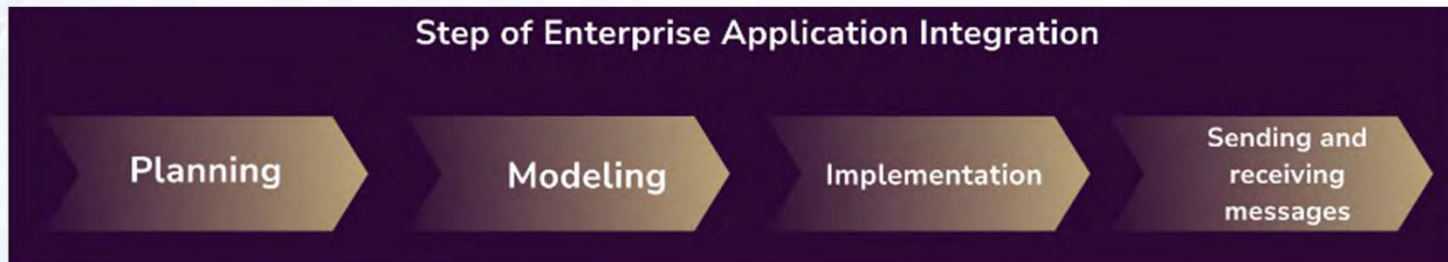 Step of Enterprise Application Integration
Planning
Modeling
Implementation
Sending and
receiving
messages